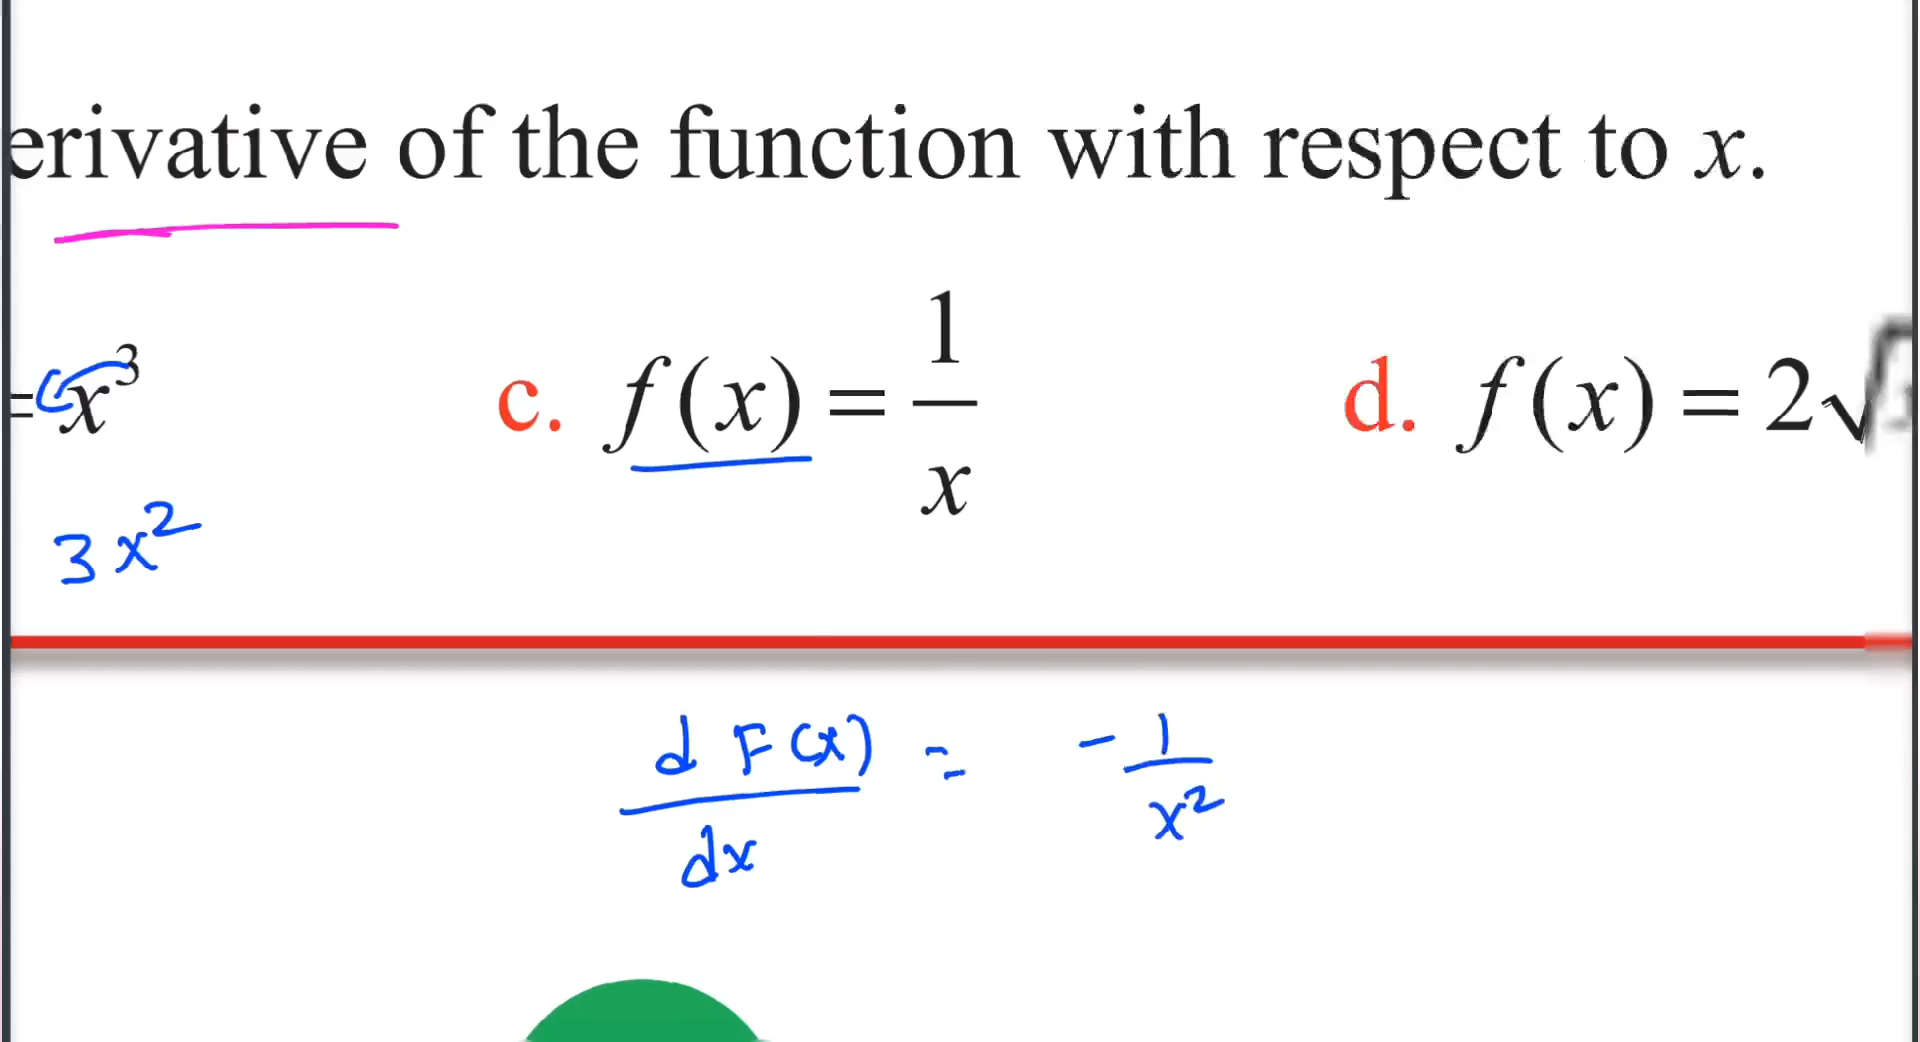 erivative of the function with respect to x.
= x³ c. f(x) = 1/x d. f(x) = 2√
3x²
d F(x)/dx = -1/x²